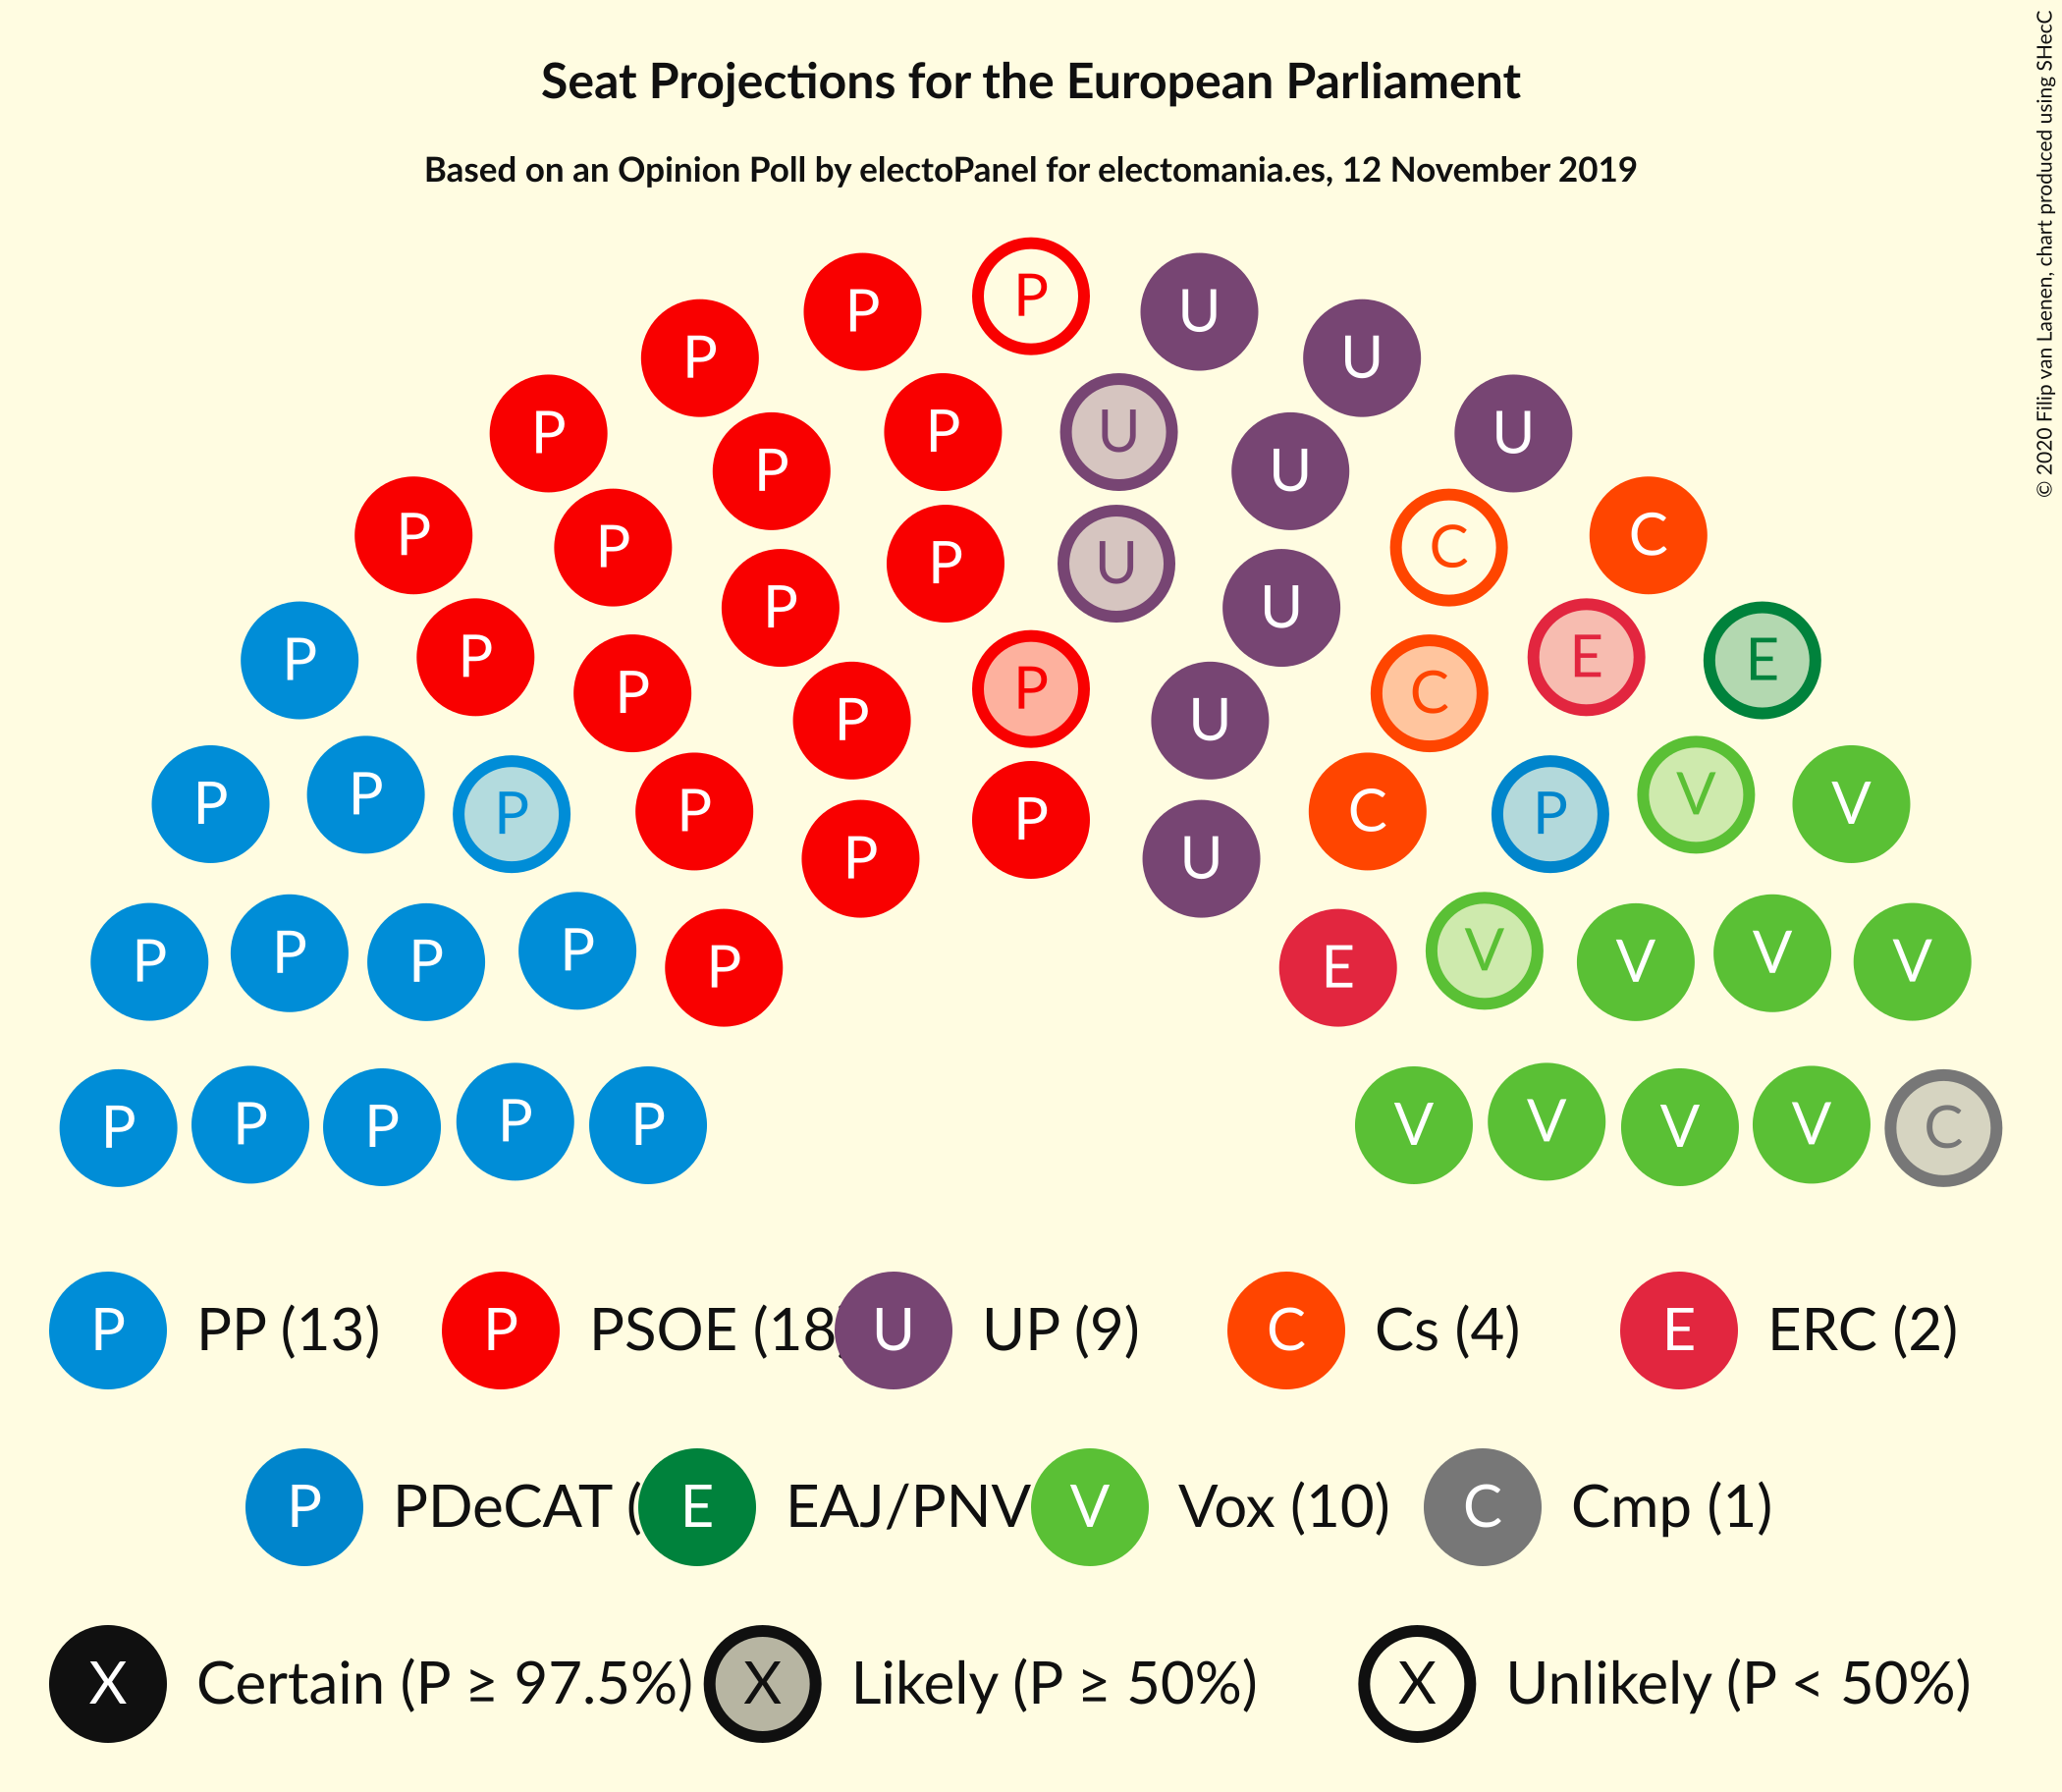 Seat Projections for the European Parliament
Based on an Opinion Poll by electoPanel for electomania.es, 12 November 2019
© 2020 Filip van Laenen, chart produced using SHecC
P U U
P P U
P P U U
P P C C
P P U U
P P U
P P P C E E
P P P U
P P P P P P U C P V V
P P P P P E V V V V
P P P P P V V V V C
P PP (13) P PSOE (18 U UP (9) C Cs (4) E ERC (2)
P PDeCAT ( E EAJ/PNV V Vox (10) C Cmp (1)
X Certain (P ≥ 97.5%) X Likely (P ≥ 50%) X Unlikely (P < 50%)